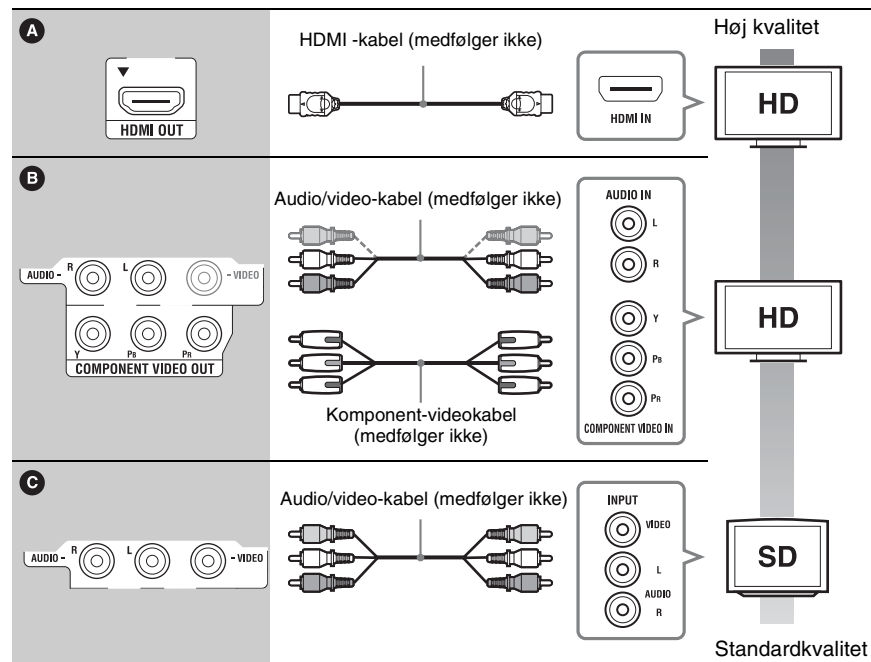 A
HDMI OUT
HDMI -kabel (medfølger ikke)
HDMI IN
Høj kvalitet
HD
B
AUDIO - R L - VIDEO
Y PB PR
COMPONENT VIDEO OUT
Audio/video-kabel (medfølger ikke)
Komponent-videokabel
(medfølger ikke)
AUDIO IN
L
R
Y
PB
PR
COMPONENT VIDEO IN
HD
C
AUDIO - R L - VIDEO
Audio/video-kabel (medfølger ikke)
INPUT
VIDEO
L
AUDIO
R
SD
Standardkvalitet